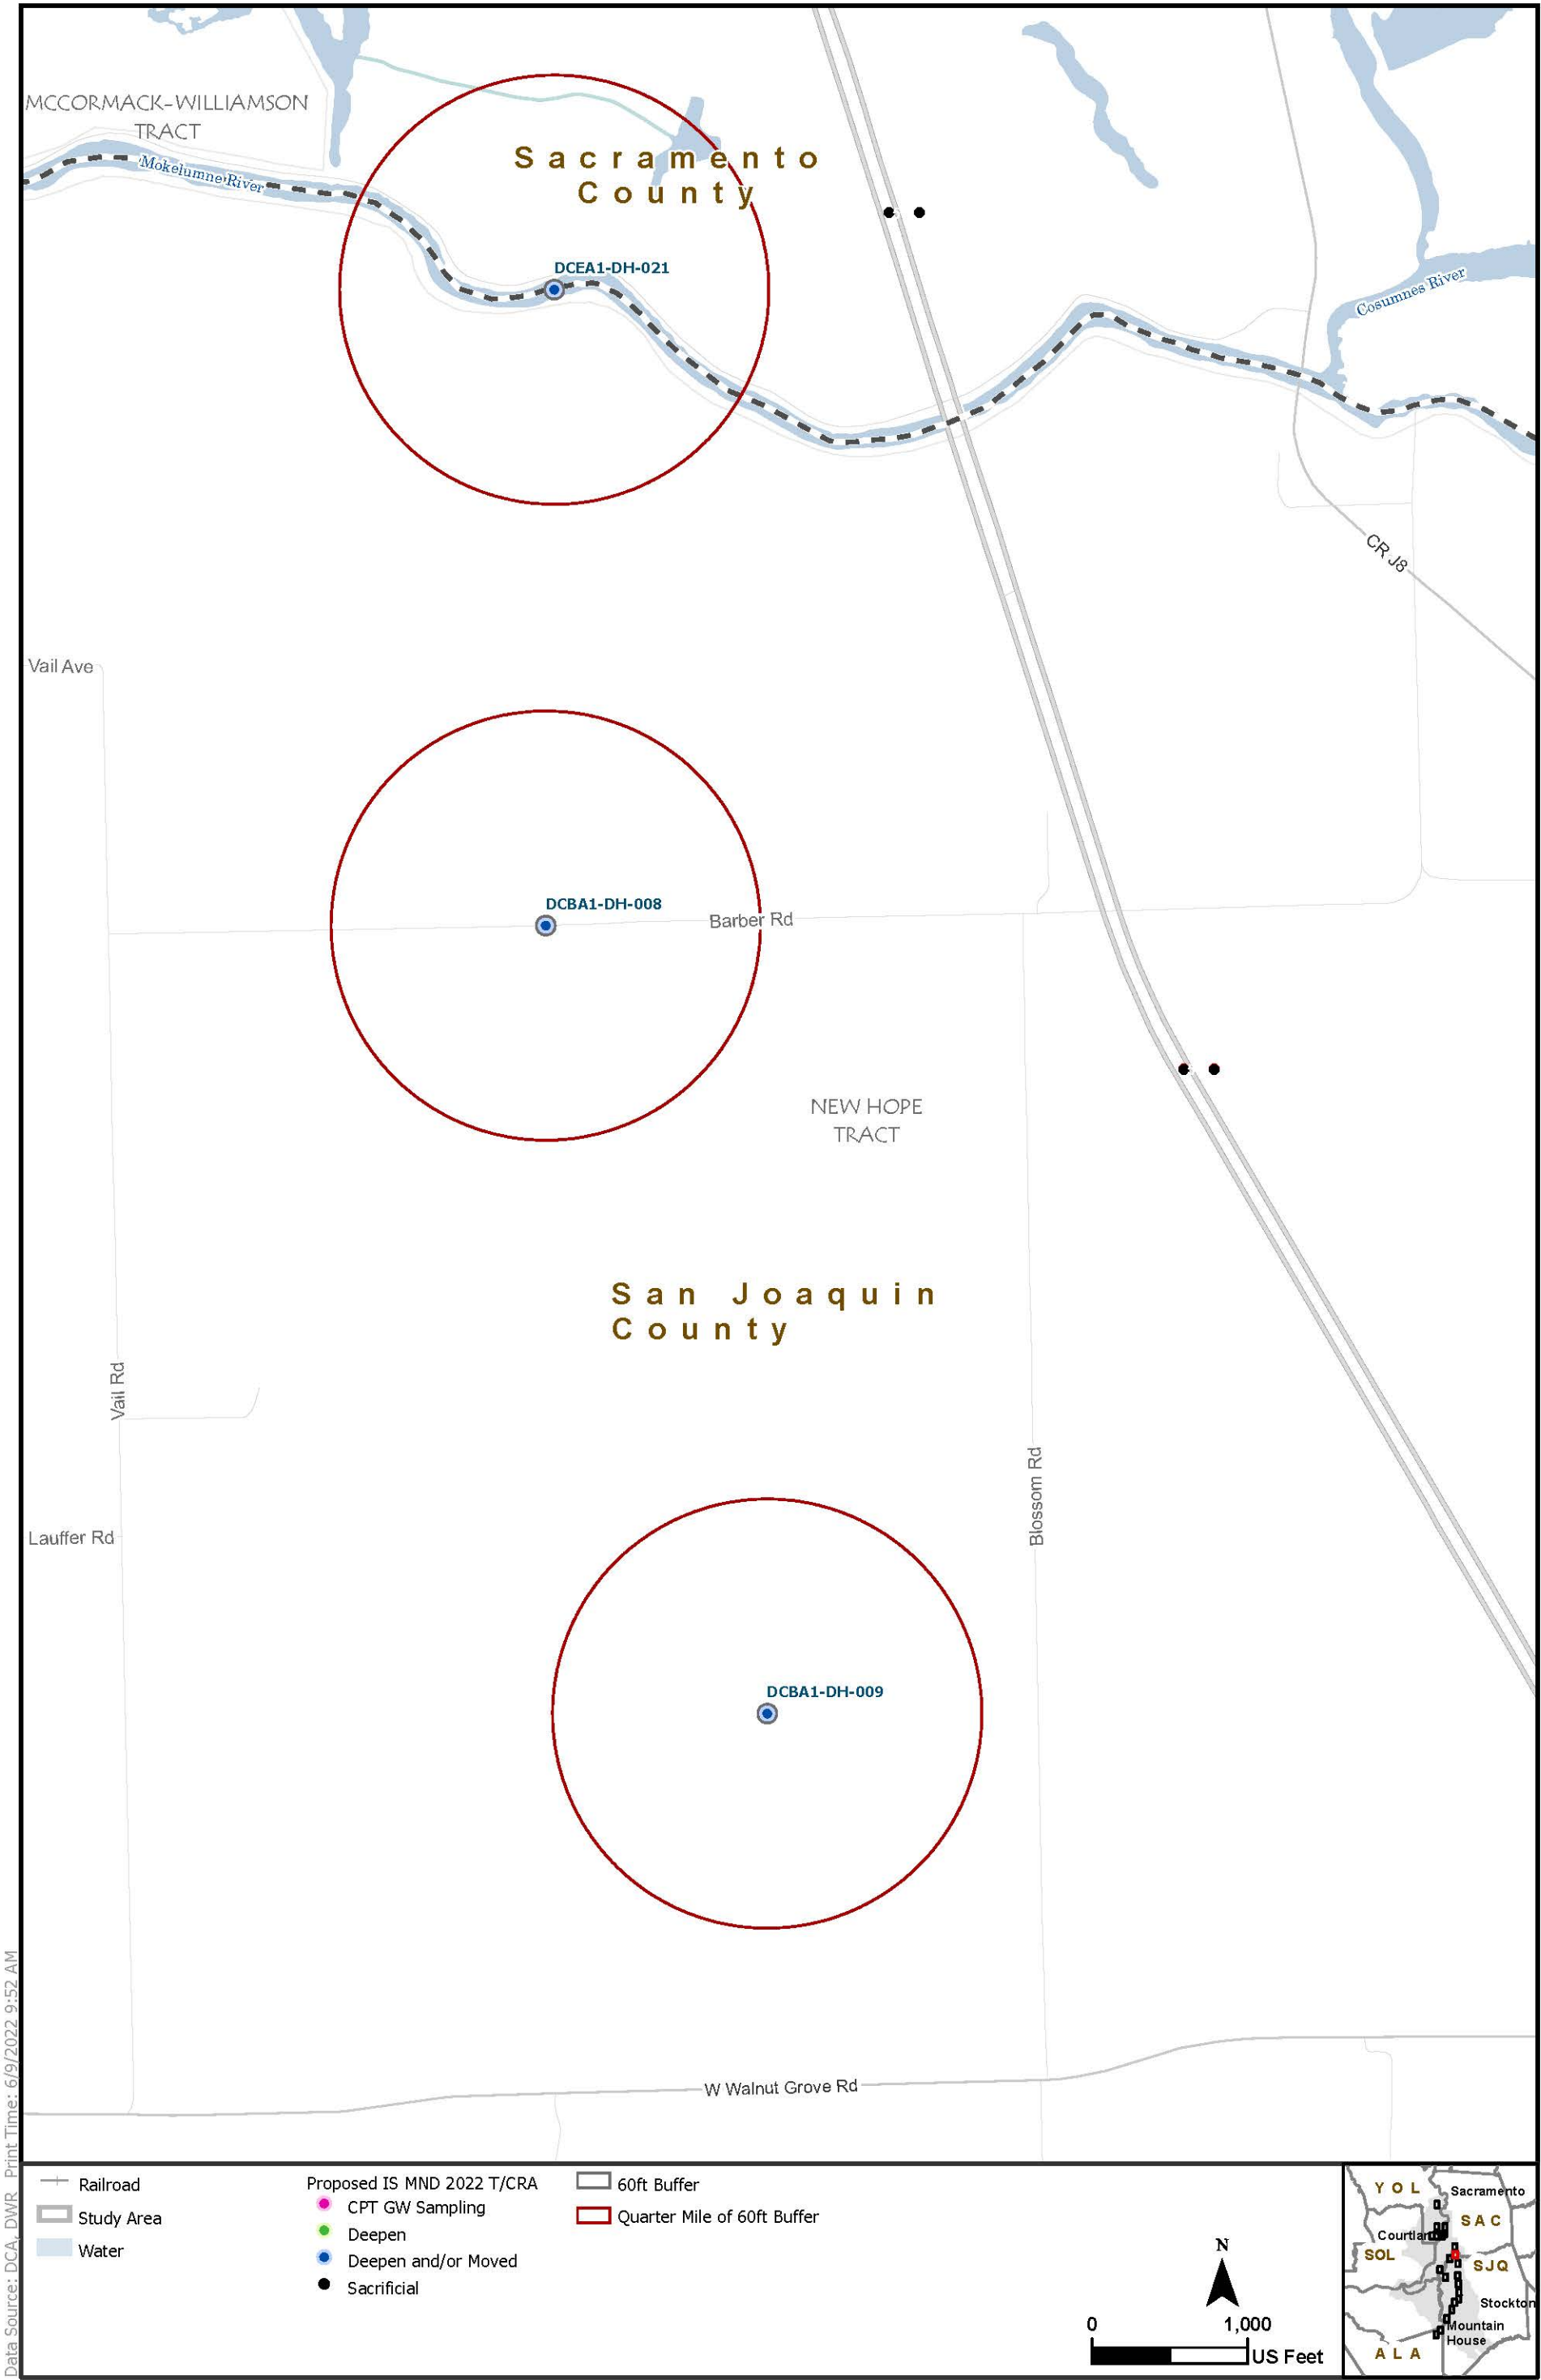 MCCORMACK-WILLIAMSON
TRACT
Mokelumne River
Sacramento
County
DCEA1-DH-021
Cosumnes River
CR J8
Vail Ave
DCBA1-DH-008
Barber Rd
NEW HOPE
TRACT
San Joaquin
County
Vail Rd
Blossom Rd
Lauffer Rd
DCBA1-DH-009
W Walnut Grove Rd
Data Source: DCA, DWR Print Time: 6/9/2022 9:52 AM
Railroad
Study Area
Water
Proposed IS MND 2022 T/CRA
CPT GW Sampling
Deepen
Deepen and/or Moved
Sacrificial
60ft Buffer
Quarter Mile of 60ft Buffer
N
0 1,000
US Feet
YOL
Sacramento
SAC
Courtland
SOL
SJQ
Stockton
Mountain
House
ALA